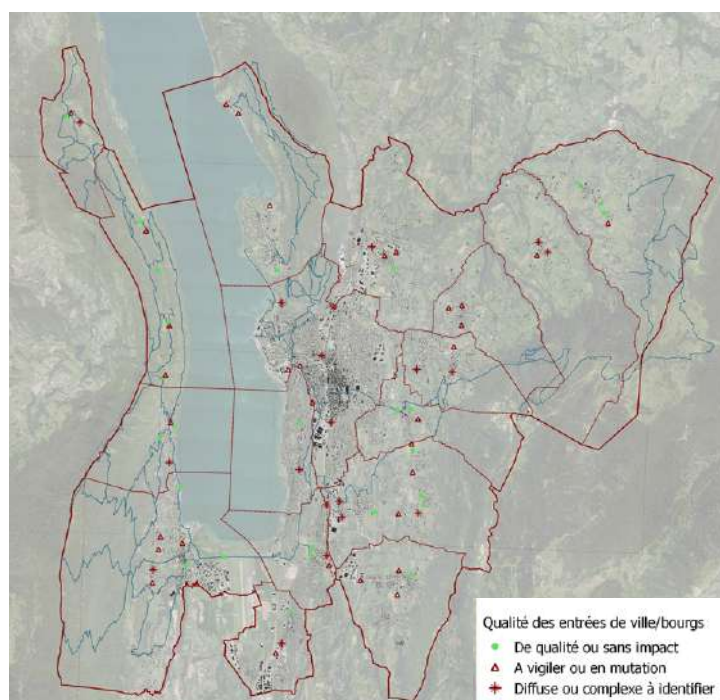 Qualité des entrées de ville/bourgs
De qualité ou sans impact
A vigiler ou en mutation
Diffuse ou complexe à identifier